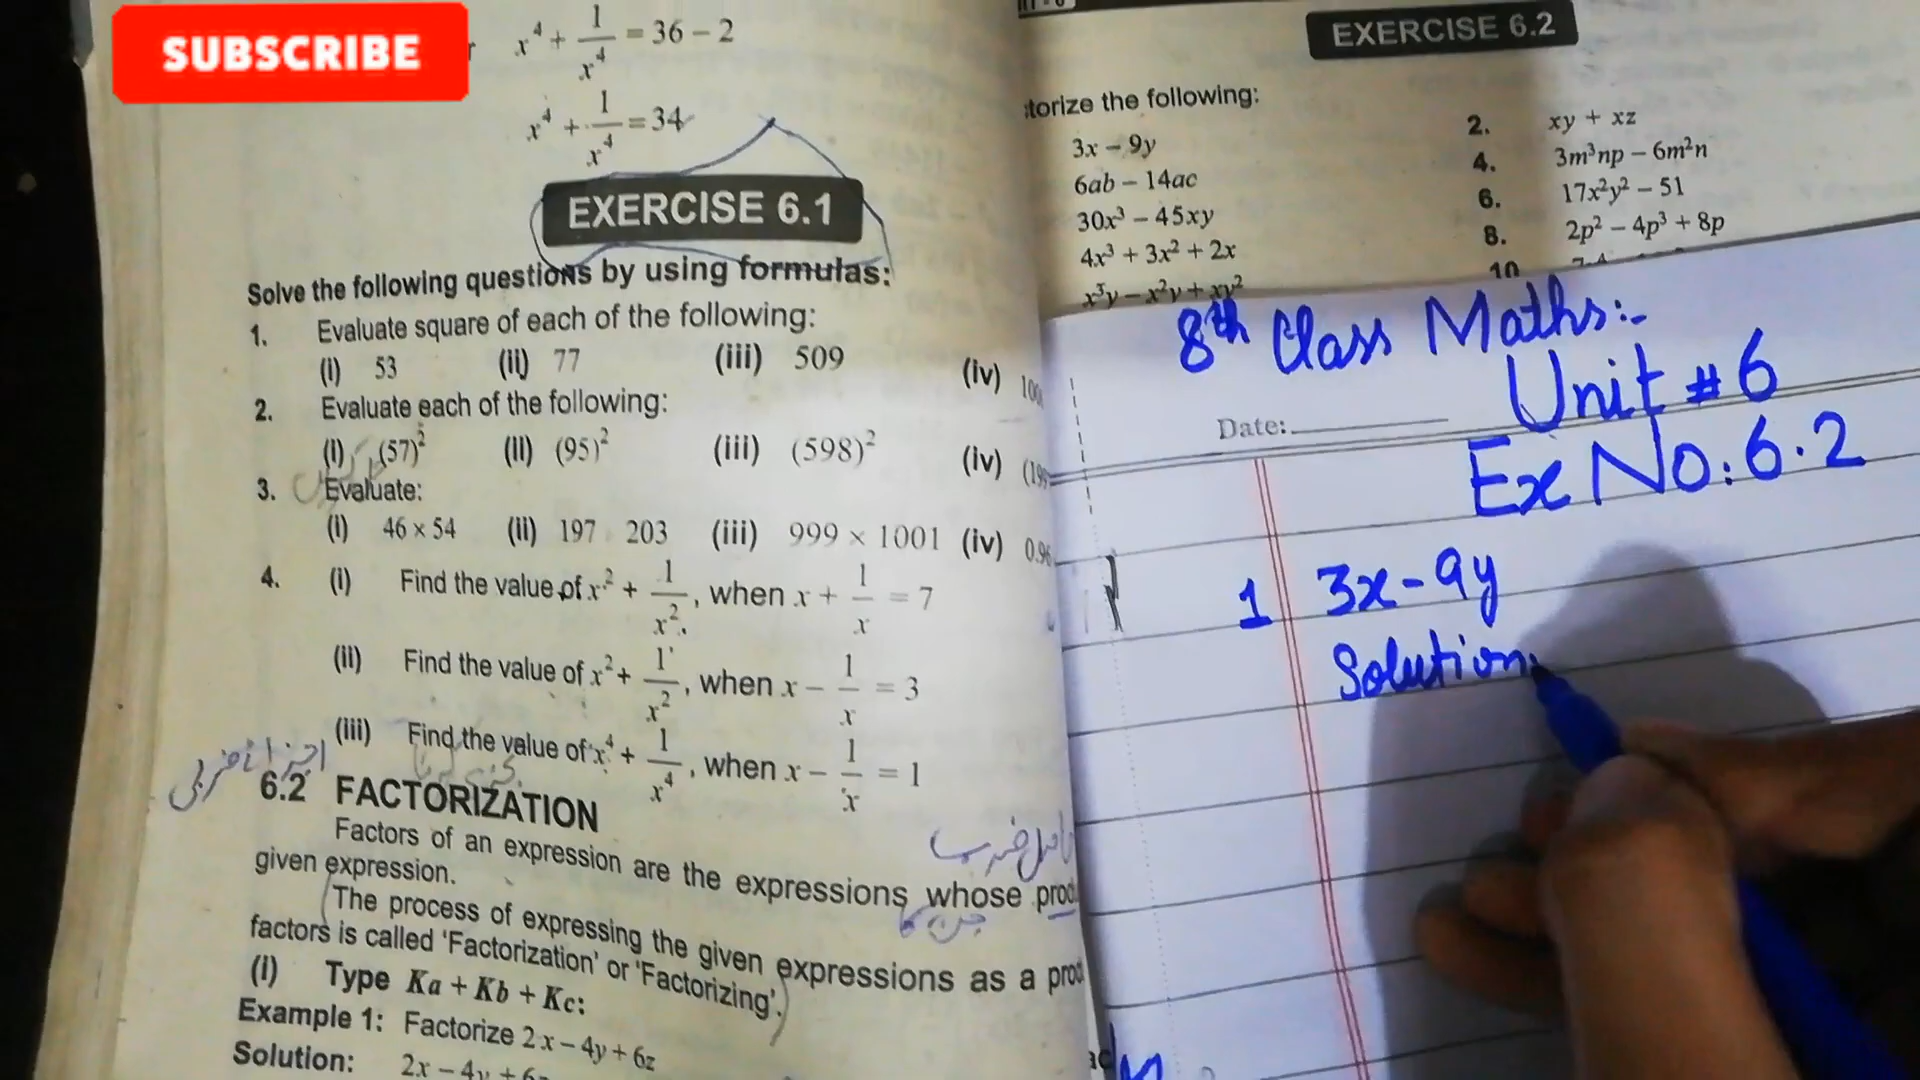 SUBSCRIBE
x⁴ + 1/x⁴ = 36 − 2
x⁴ + 1/x⁴ = 34
EXERCISE 6.1
Solve the following questions by using formulas:
1. Evaluate square of each of the following:
(i) 53 (ii) 77 (iii) 509 (iv)
2. Evaluate each of the following:
(i) (57)² (ii) (95)² (iii) (598)² (iv)
3. Evaluate:
(i) 46 × 54 (ii) 197 203 (iii) 999 × 1001 (iv)
4. (i) Find the value of x² + 1/x², when x + 1/x = 7
(ii) Find the value of x² + 1/x², when x − 1/x = 3
(iii) Find the value of x⁴ + 1/x⁴, when x − 1/x = 1
6.2 FACTORIZATION
Factors of an expression are the expressions whose
given expression.
The process of expressing the given expressions as a
factors is called 'Factorization' or 'Factorizing'.
(i) Type Ka + Kb + Kc:
Example 1: Factorize 2x − 4y + 6z
Solution: 2x − 4y + 6
EXERCISE 6.2
torize the following:
3x − 9y 2. xy + xz
6ab − 14ac 4. 3m³np − 6m²n
30x³ − 45xy 6. 17x²y² − 51
4x³ + 3x² + 2x 8. 2p² − 4p³ + 8p
x³y − x²y + xy² 10
8th Class Maths:-
Unit # 6
Date:
Ex No: 6.2
1 3x - 9y
Solution: